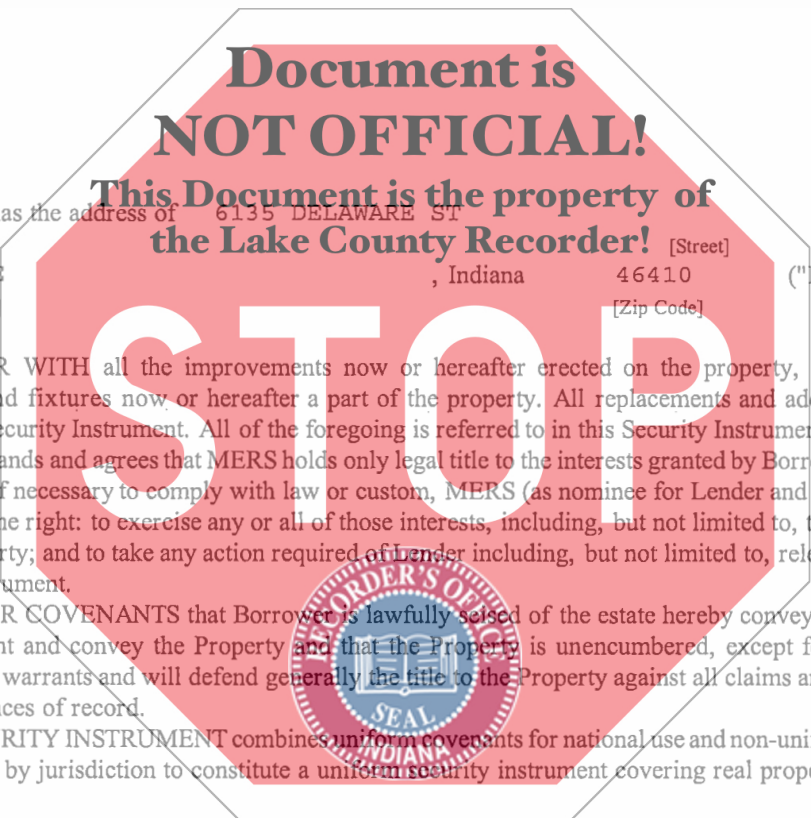 Document is
NOT OFFICIAL!
This Document is the property of
as the address of 6135 DELAWARE ST
the Lake County Recorder!
[Street]
, Indiana 46410 ("
[Zip Code]
STOP
R WITH all the improvements now or hereafter erected on the property,
nd fixtures now or hereafter a part of the property. All replacements and ad
ecurity Instrument. All of the foregoing is referred to in this Security Instrumen
ands and agrees that MERS holds only legal title to the interests granted by Borr
f necessary to comply with law or custom, MERS (as nominee for Lender and
he right: to exercise any or all of those interests, including, but not limited to, t
rty; and to take any action required of Lender including, but not limited to, rele
ument.
R COVENANTS that Borrower is lawfully seised of the estate hereby convey
nt and convey the Property and that the Property is unencumbered, except f
warrants and will defend generally the title to the Property against all claims a
ces of record.
RITY INSTRUMENT combines uniform covenants for national use and non-uni
by jurisdiction to constitute a uniform security instrument covering real prop
RECORDER'S OFFICE
SEAL
INDIANA